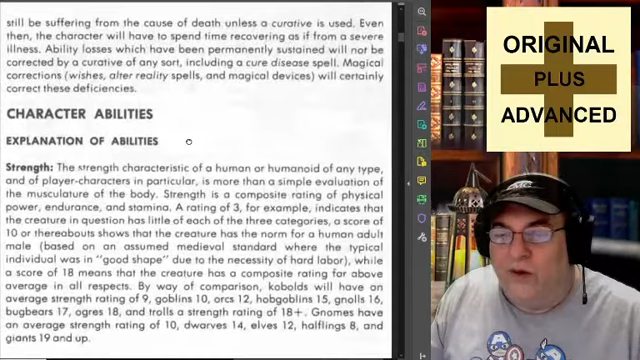 still be suffering from the cause of death unless a curative is used. Even
then, the character will have to spend time recovering as if from a severe
illness. Ability losses which have been permanently sustained will not be
corrected by a curative of any sort, including a cure disease spell. Magical
corrections (wishes, alter reality spells, and magical devices) will certainly
correct these deficiencies.
CHARACTER ABILITIES
EXPLANATION OF ABILITIES
Strength: The strength characteristic of a human or humanoid of any type,
and of player-characters in particular, is more than a simple evaluation of
the musculature of the body. Strength is a composite rating of physical
power, endurance, and stamina. A rating of 3, for example, indicates that
the creature in question has little of each of the three categories, a score of
10 or thereabouts shows that the creature has the norm for a human adult
male (based on an assumed medieval standard where the typical
individual was in "good shape" due to the necessity of hard labor), while
a score of 18 means that the creature has a composite rating far above
average in all respects. By way of comparison, kobolds will have an
average strength rating of 9, goblins 10, orcs 12, hobgoblins 15, gnolls 16,
bugbears 17, ogres 18, and trolls a strength rating of 18+. Gnomes have
an average strength rating of 10, dwarves 14, elves 12, halflings 8, and
giants 19 and up.
ORIGINAL
PLUS
ADVANCED